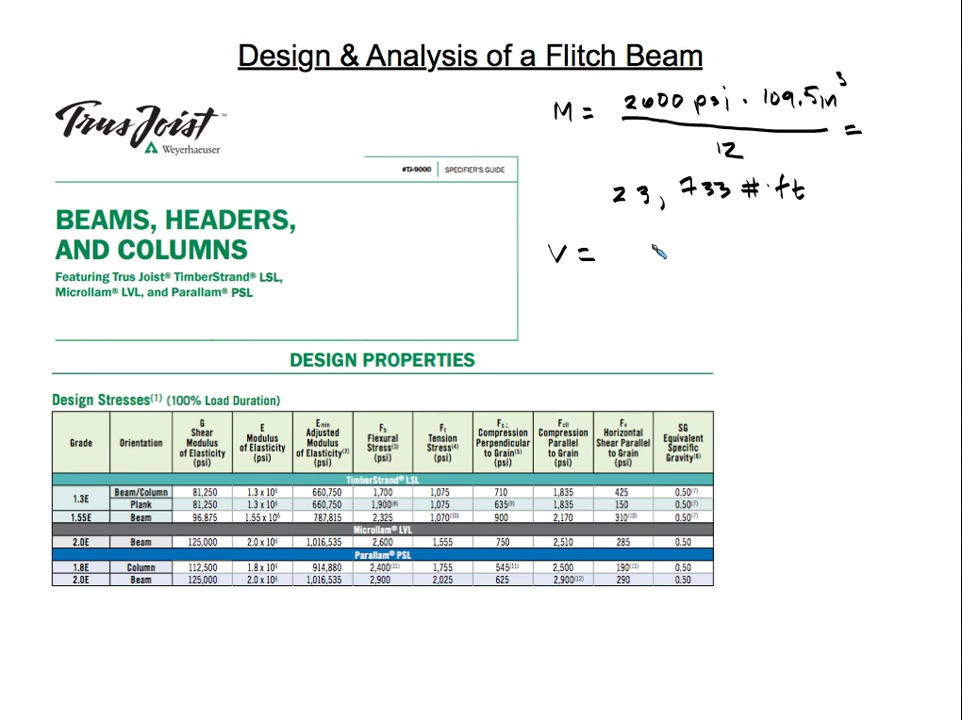 Design & Analysis of a Flitch Beam
TrusJoist™
Weyerhaeuser
#TJ-9000 | SPECIFIER'S GUIDE
BEAMS, HEADERS,
AND COLUMNS
Featuring Trus Joist® TimberStrand® LSL,
Microllam® LVL, and Parallam® PSL
M = 2600 psi · 109.5 in³ =
12
23,733 #·ft
V =
DESIGN PROPERTIES
Design Stresses(1) (100% Load Duration)
Grade Orientation G Shear Modulus of Elasticity (psi) E Modulus of Elasticity (psi) Emin Adjusted Modulus of Elasticity(2) (psi) Fb Flexural Stress(3) (psi) Ft Tension Stress(4) (psi) Fc⊥ Compression Perpendicular to Grain(5) (psi) Fc|| Compression Parallel to Grain (psi) Fv Horizontal Shear Parallel to Grain (psi) SG Equivalent Specific Gravity(6)
TimberStrand® LSL
1.3E Beam/Column 81,250 1.3 x 10⁶ 660,750 1,700 1,075 710 1,835 425 0.50(7)
Plank 81,250 1.3 x 10⁶ 660,750 1,900(8) 1,075 635(9) 1,835 150 0.50(7)
1.55E Beam 96,875 1.55 x 10⁶ 787,815 2,325 1,070(10) 900 2,170 310(10) 0.50(7)
Microllam® LVL
2.0E Beam 125,000 2.0 x 10⁶ 1,016,535 2,600 1,555 750 2,510 285 0.50
Parallam® PSL
1.8E Column 112,500 1.8 x 10⁶ 914,880 2,400(11) 1,755 545(11) 2,500 190(11) 0.50
2.0E Beam 125,000 2.0 x 10⁶ 1,016,535 2,900 2,025 625 2,900(12) 290 0.50